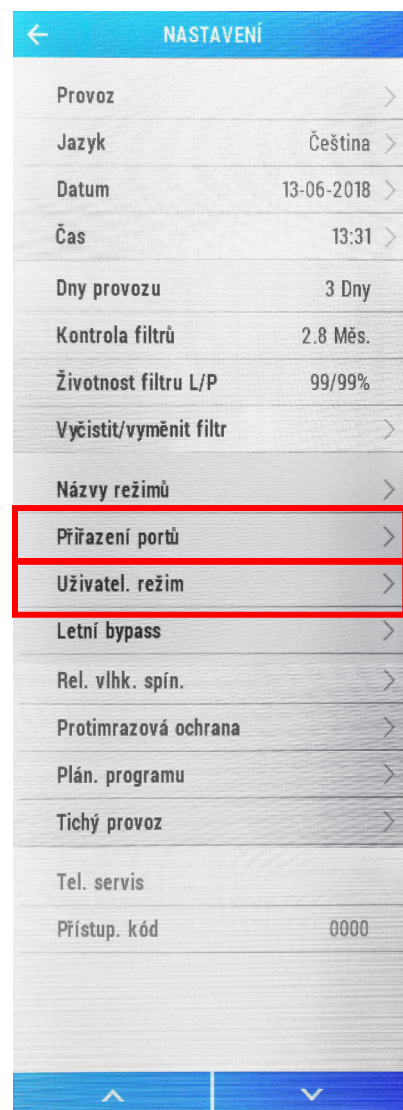 NASTAVENÍ
Provoz
Jazyk Čeština
Datum 13-06-2018
Čas 13:31
Dny provozu 3 Dny
Kontrola filtrů 2.8 Měs.
Životnost filtru L/P 99/99%
Vyčistit/vyměnit filtr
Názvy režimů
Přiřazení portů
Uživatel. režim
Letní bypass
Rel. vlhk. spín.
Protimrazová ochrana
Plán. programu
Tichý provoz
Tel. servis
Přístup. kód 0000